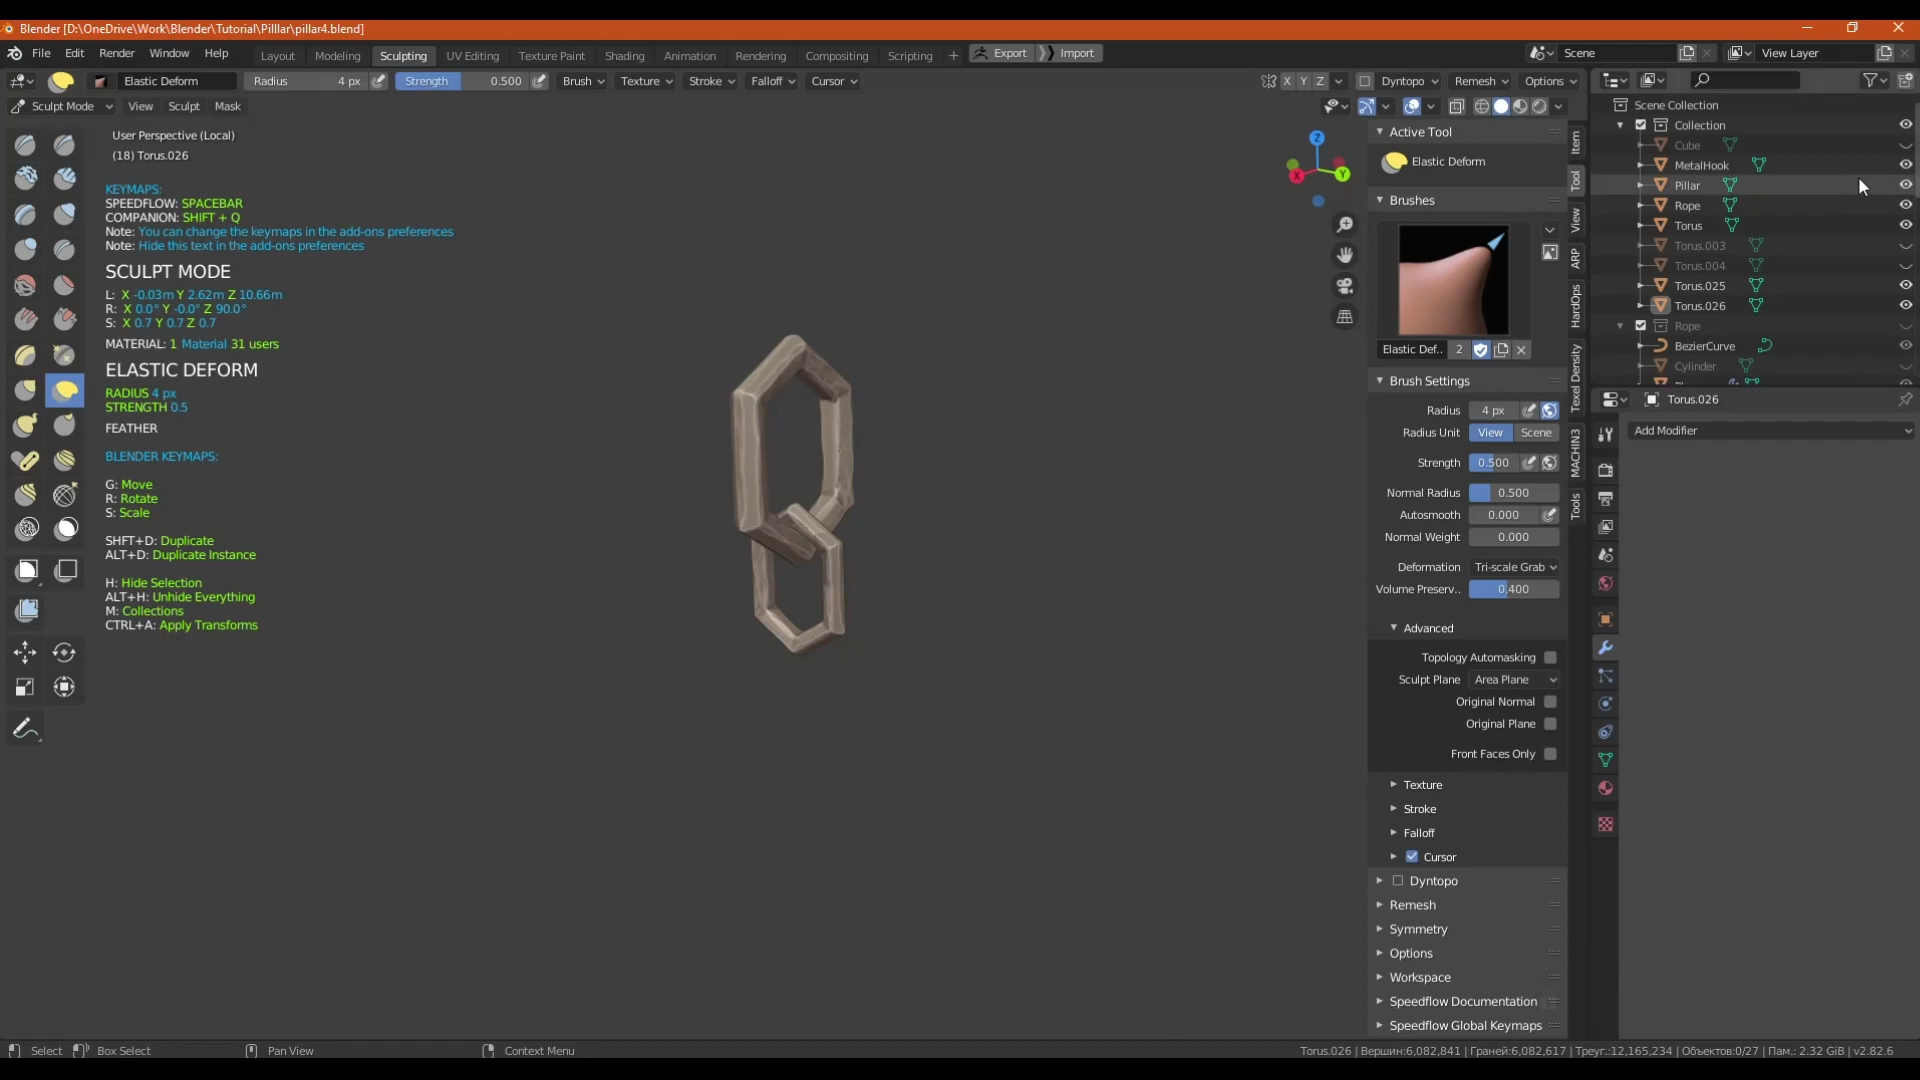 Blender [D:\OneDrive\Work\Blender\Tutorial\Pilllar\pillar4.blend]
File Edit Render Window Help Layout Modeling Sculpting UV Editing Texture Paint Shading Animation Rendering Compositing Scripting + Export Import Scene View Layer
Elastic Deform Radius 4 px Strength 0.500 Brush Texture Stroke Falloff Cursor X Y Z Dyntopo Remesh Options
Sculpt Mode View Sculpt Mask
User Perspective (Local)
(18) Torus.026
KEYMAPS:
SPEEDFLOW: SPACEBAR
COMPANION: SHIFT + Q
Note: You can change the keymaps in the add-ons preferences
Note: Hide this text in the add-ons preferences
SCULPT MODE
L: X -0.03m Y 2.62m Z 10.66m
R: X 0.0° Y -0.0° Z 90.0°
S: X 0.7 Y 0.7 Z 0.7
MATERIAL: 1 Material 31 users
ELASTIC DEFORM
RADIUS 4 px
STRENGTH 0.5
FEATHER
BLENDER KEYMAPS:
G: Move
R: Rotate
S: Scale
SHFT+D: Duplicate
ALT+D: Duplicate Instance
H: Hide Selection
ALT+H: Unhide Everything
M: Collections
CTRL+A: Apply Transforms
Z
X
Y
Active Tool
Elastic Deform
Brushes
Elastic Def.. 2
Brush Settings
Radius 4 px
Radius Unit View Scene
Strength 0.500
Normal Radius 0.500
Autosmooth 0.000
Normal Weight 0.000
Deformation Tri-scale Grab
Volume Preserv.. 0.400
Advanced
Topology Automasking
Sculpt Plane Area Plane
Original Normal
Original Plane
Front Faces Only
Texture
Stroke
Falloff
Cursor
Dyntopo
Remesh
Symmetry
Options
Workspace
Speedflow Documentation
Speedflow Global Keymaps
Item
Tool
View
ARP
HardOps
Texel Density
MACHIN3
Tools
Scene Collection
Collection
Cube
MetalHook
Pillar
Rope
Torus
Torus.003
Torus.004
Torus.025
Torus.026
Rope
BezierCurve
Cylinder
Torus.026
Add Modifier
Select Box Select Pan View Context Menu Torus.026 | Вершин:6,082,841 | Граней:6,082,617 | Треуг.:12,165,234 | Объектов:0/27 | Пам.: 2.32 GiB | v2.82.6